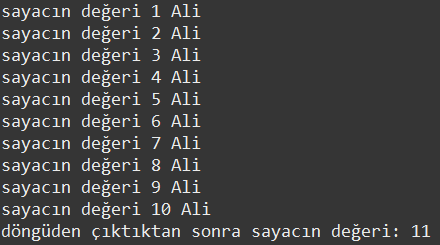 sayacın değeri 1 Ali
sayacın değeri 2 Ali
sayacın değeri 3 Ali
sayacın değeri 4 Ali
sayacın değeri 5 Ali
sayacın değeri 6 Ali
sayacın değeri 7 Ali
sayacın değeri 8 Ali
sayacın değeri 9 Ali
sayacın değeri 10 Ali
döngüden çıktıktan sonra sayacın değeri: 11